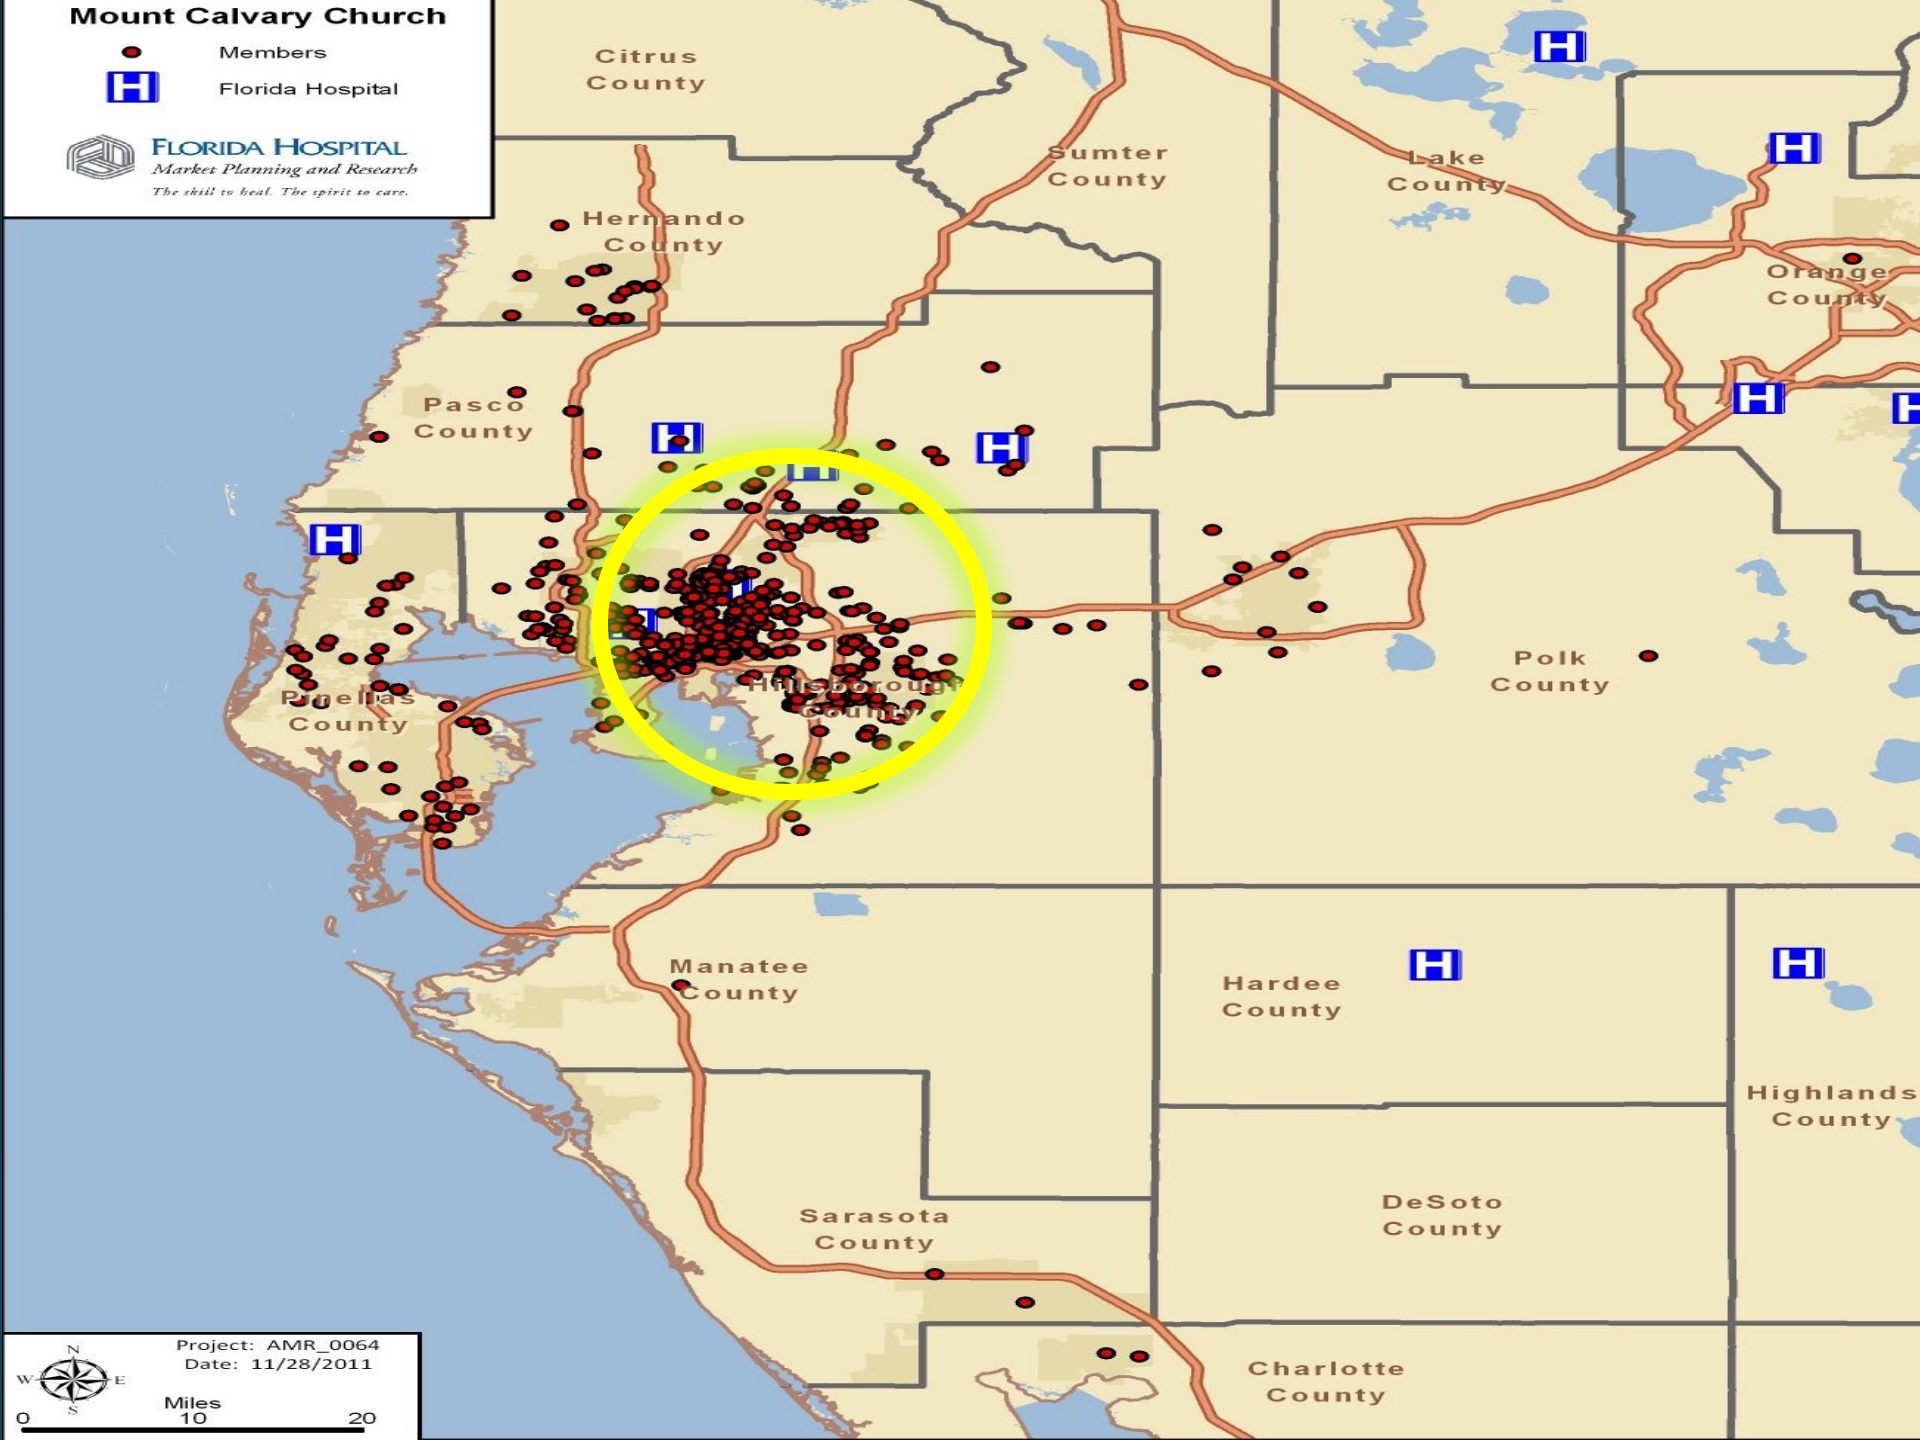 Mount Calvary Church
Members
H Florida Hospital
FLORIDA HOSPITAL
Market Planning and Research
The skill to heal. The spirit to care.
Citrus
County
H
Sumter
County
Lake
County
H
Hernando
County
Orange
County
Pasco
County
H
H
H
H
H
H
H
Pinellas
County
Hillsborough
County
Polk
County
Manatee
County
Hardee
County
H
H
Highlands
County
Sarasota
County
DeSoto
County
Charlotte
County
N
W E
S
Project: AMR_0064
Date: 11/28/2011
Miles
0 10 20